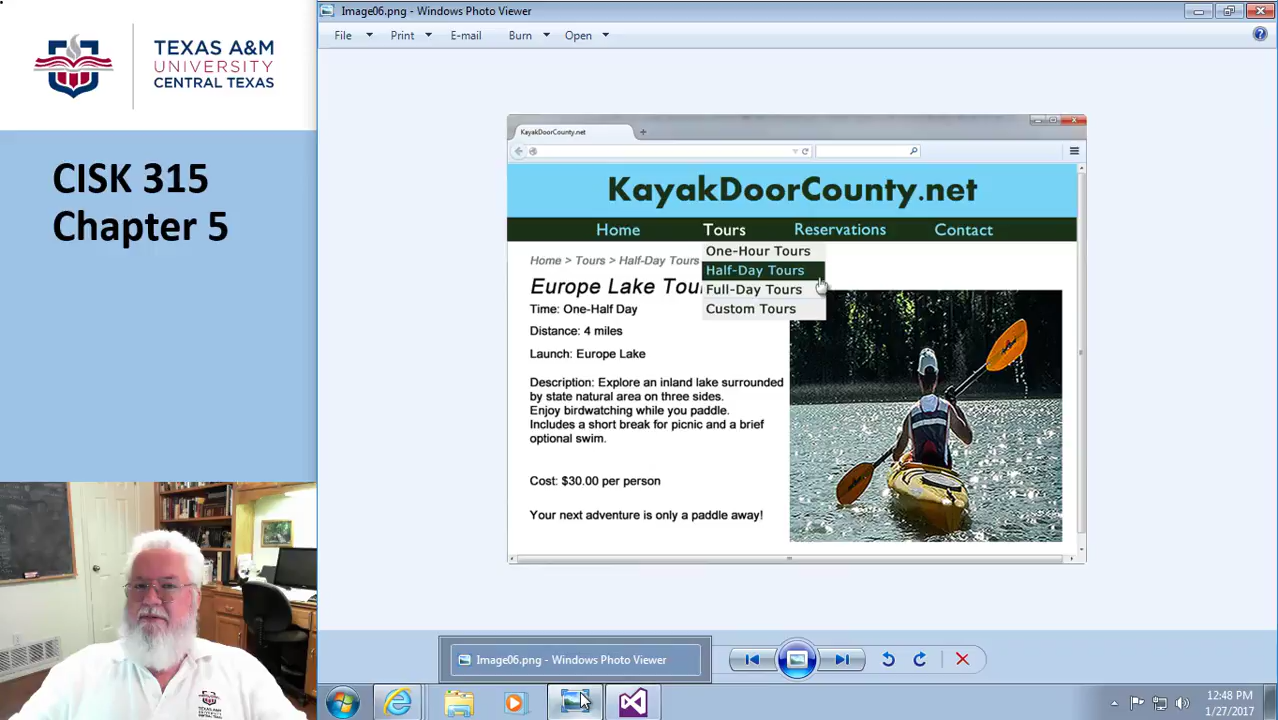 TEXAS A&M
UNIVERSITY
CENTRAL TEXAS
CISK 315
Chapter 5
Image06.png - Windows Photo Viewer
File
Print
E-mail
Burn
Open
KayakDoorCounty.net
KayakDoorCounty.net
Home
Tours
Reservations
Contact
One-Hour Tours
Half-Day Tours
Full-Day Tours
Custom Tours
Home > Tours > Half-Day Tours
Europe Lake Tou
Time: One-Half Day
Distance: 4 miles
Launch: Europe Lake
Description: Explore an inland lake surrounded
by state natural area on three sides.
Enjoy birdwatching while you paddle.
Includes a short break for picnic and a brief
optional swim.
Cost: $30.00 per person
Your next adventure is only a paddle away!
Image06.png - Windows Photo Viewer
12:48 PM
1/27/2017